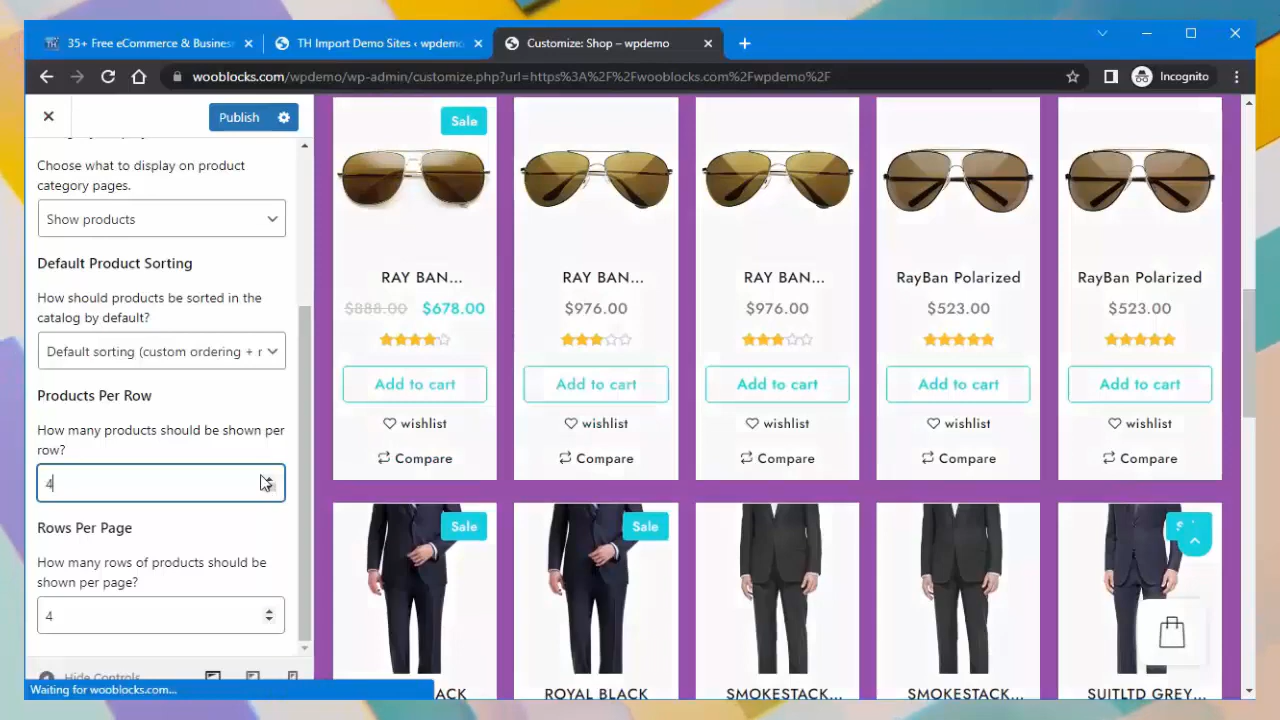 35+ Free eCommerce & Busines
TH Import Demo Sites ‹ wpdemo
Customize: Shop – wpdemo
wooblocks.com/wpdemo/wp-admin/customize.php?url=https%3A%2F%2Fwooblocks.com%2Fwpdemo%2F
Incognito
Publish
Choose what to display on product
category pages.
Show products
Default Product Sorting
How should products be sorted in the
catalog by default?
Default sorting (custom ordering + r
Products Per Row
How many products should be shown per
row?
4
Rows Per Page
How many rows of products should be
shown per page?
4
Hide Controls
Waiting for wooblocks.com...
Sale
RAY BAN...
RAY BAN...
RAY BAN...
RayBan Polarized
RayBan Polarized
$888.00 $678.00
$976.00
$976.00
$523.00
$523.00
Add to cart
Add to cart
Add to cart
Add to cart
Add to cart
wishlist
wishlist
wishlist
wishlist
wishlist
Compare
Compare
Compare
Compare
Compare
Sale
Sale
ACK
ROYAL BLACK
SMOKESTACK...
SMOKESTACK...
SUITLTD GREY...